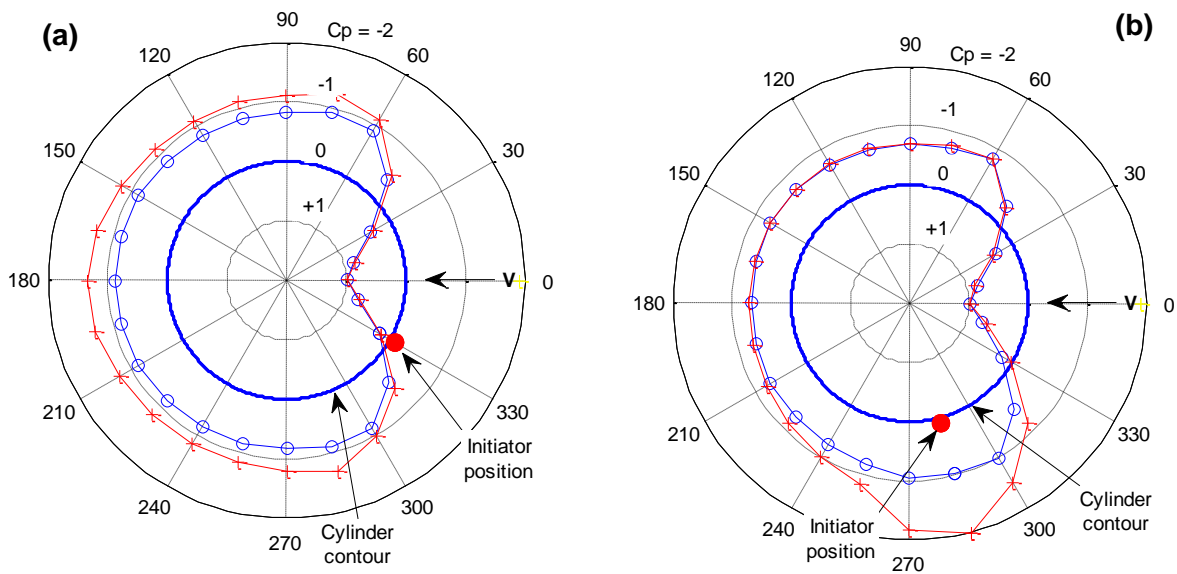 (a)
90
Cp = -2
120
60
-1
150
30
0
+1
180
V
0
210
330
Initiator
position
240
300
Cylinder
contour
270
(b)
90
Cp = -2
120
60
-1
150
30
0
+1
180
V
0
210
330
Cylinder
contour
240
Initiator
position
300
270